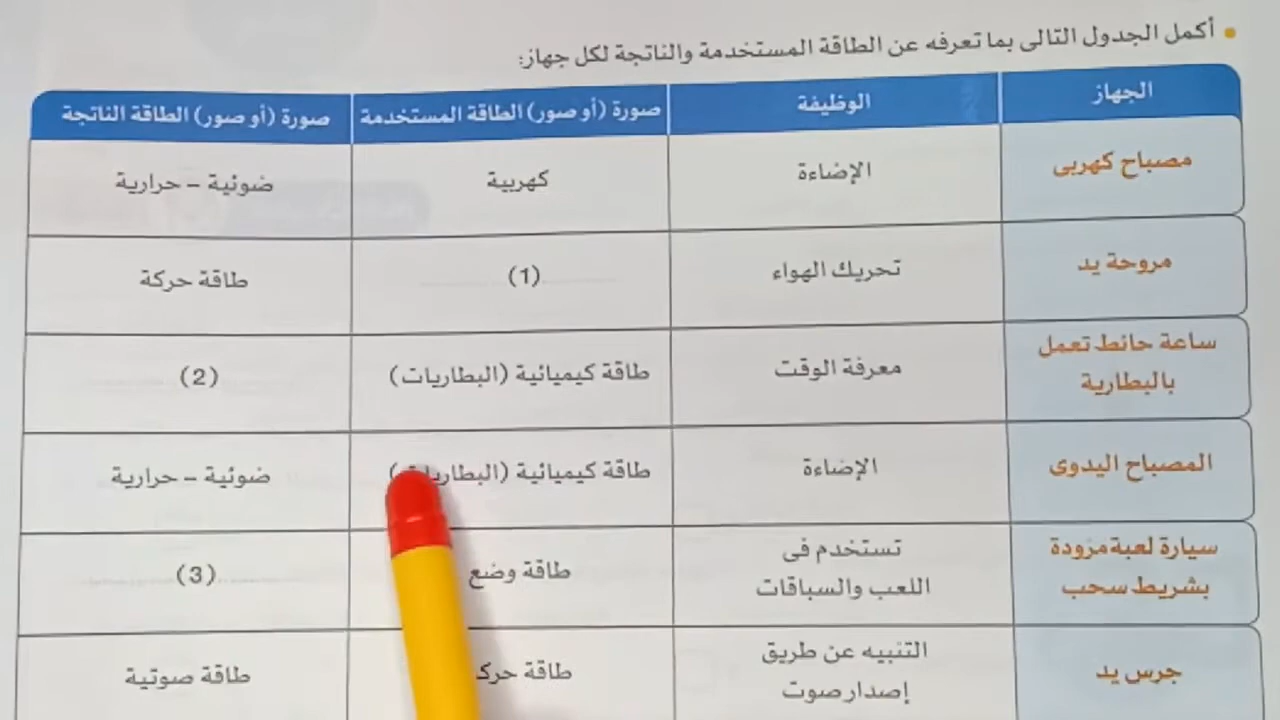 • أكمل الجدول التالى بما تعرفه عن الطاقة المستخدمة والناتجة لكل جهاز:
الجهاز الوظيفة صورة (أو صور) الطاقة المستخدمة صورة (أو صور) الطاقة الناتجة
مصباح كهربى الإضاءة كهربية ضوئية - حرارية
مروحة يد تحريك الهواء (1) طاقة حركة
ساعة حائط تعمل
بالبطارية معرفة الوقت طاقة كيميائية (البطاريات) (2)
المصباح اليدوى الإضاءة طاقة كيميائية ضوئية - حرارية
سيارة لعبة مزودة
بشريط سحب تستخدم فى
اللعب والسباقات طاقة وضع (3)
جرس يد التنبيه عن طريق
إصدار صوت طاقة طاقة صوتية